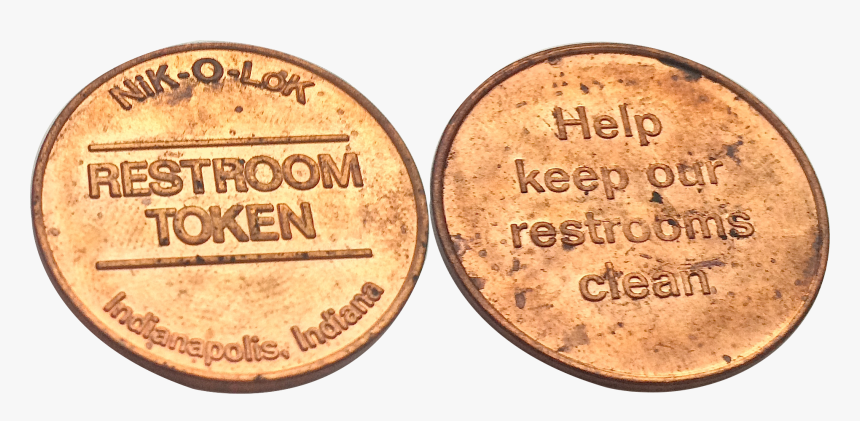 NiK-O-LoK
RESTROOM
TOKEN
Indianapolis, Indiana
Help
keep our
restrooms
clean